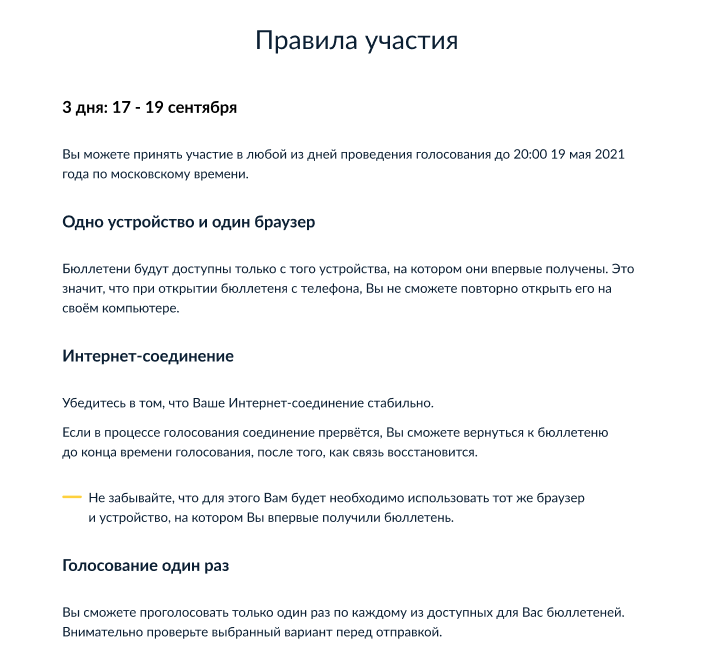 Правила участия
3 дня: 17 - 19 сентября
Вы можете принять участие в любой из дней проведения голосования до 20:00 19 мая 2021
года по московскому времени.
Одно устройство и один браузер
Бюллетени будут доступны только с того устройства, на котором они впервые получены. Это
значит, что при открытии бюллетеня с телефона, Вы не сможете повторно открыть его на
своём компьютере.
Интернет-соединение
Убедитесь в том, что Ваше Интернет-соединение стабильно.
Если в процессе голосования соединение прервётся, Вы сможете вернуться к бюллетеню
до конца времени голосования, после того, как связь восстановится.
Не забывайте, что для этого Вам будет необходимо использовать тот же браузер
и устройство, на котором Вы впервые получили бюллетень.
Голосование один раз
Вы сможете проголосовать только один раз по каждому из доступных для Вас бюллетеней.
Внимательно проверьте выбранный вариант перед отправкой.